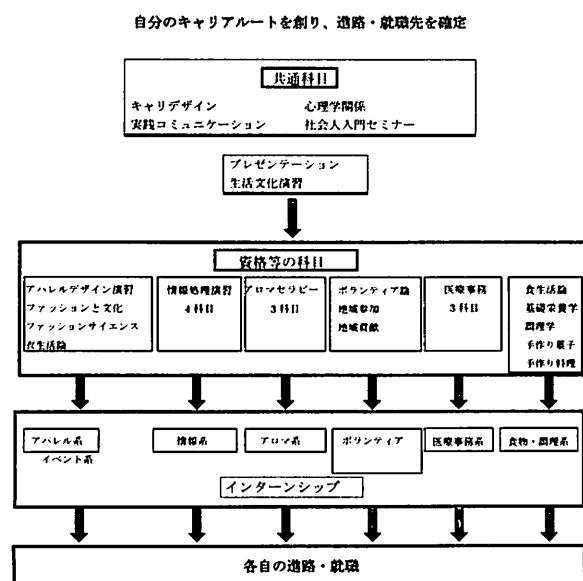 自分のキャリアルートを創り、進路・就職先を確定
共通科目
キャリデザイン 心理学関係
実践コミュニケーション 社会人入門セミナー
プレゼンテーション
生活文化演習
資格等の科目
アパレルデザイン演習
ファッションと文化
ファッションサイエンス
衣生活論
情報処理演習
4科目
アロマセラピー
3科目
ボランティア論
地域参加
地域貢献
医療事務
3科目
食生活論
基礎栄養学
調理学
手作り菓子
手作り料理
アパレル系
イベント系
情報系
アロマ系
ボランティア
医療事務系
食物・調理系
インターンシップ
各自の進路・就職